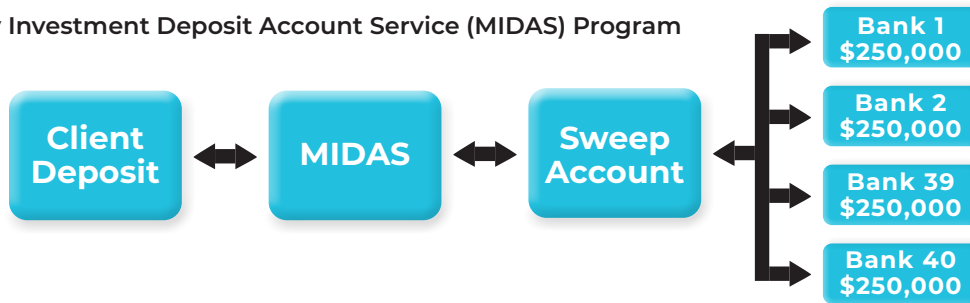 Investment Deposit Account Service (MIDAS) Program
Client
Deposit
MIDAS
Sweep
Account
Bank 1
$250,000
Bank 2
$250,000
Bank 39
$250,000
Bank 40
$250,000